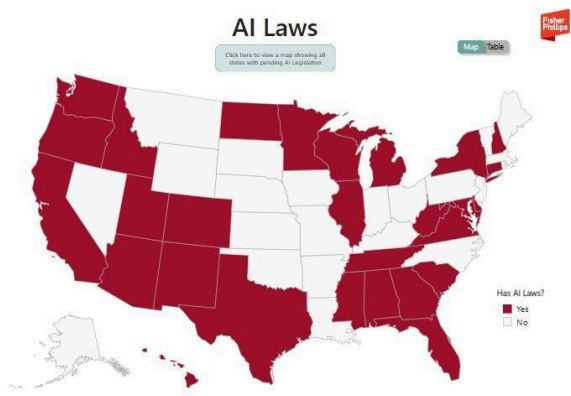 AI Laws
Click here to view a map showing all
states with pending AI Legislation
Fisher
Phillips
Map Table
Has AI Laws?
Yes
No